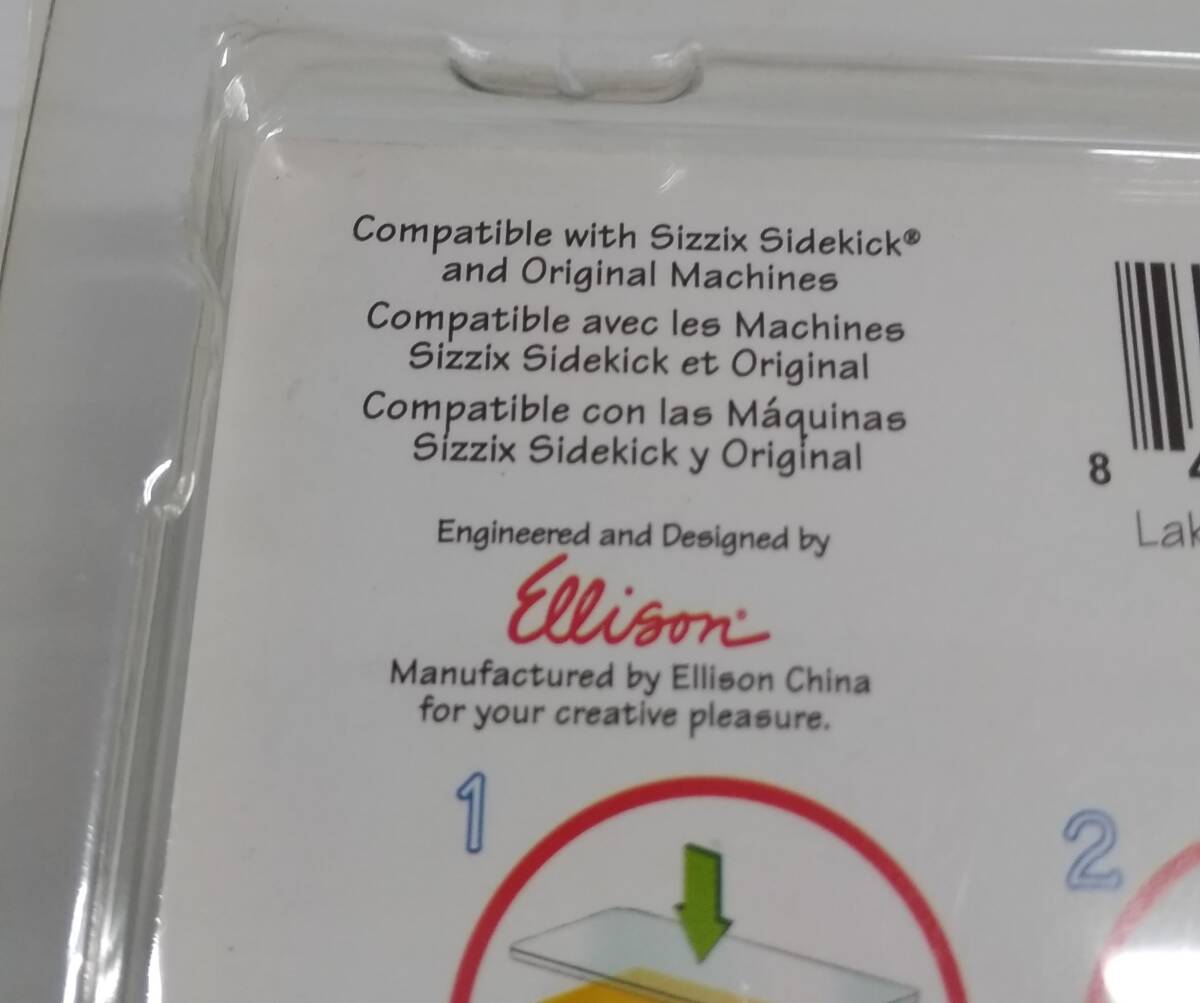 Compatible with Sizzix Sidekick®
and Original Machines
Compatible avec les Machines
Sizzix Sidekick et Original
Compatible con las Máquinas
Sizzix Sidekick y Original
Engineered and Designed by
Ellison
Manufactured by Ellison China
for your creative pleasure.
8
1
2